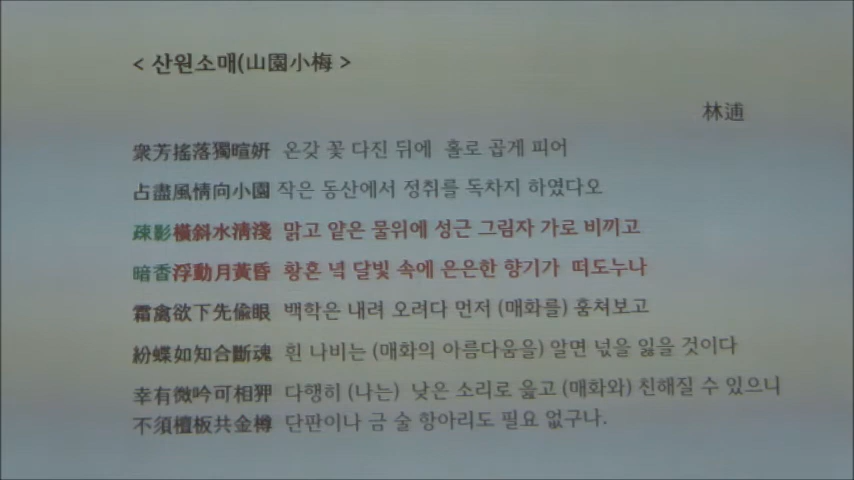 < 산원소매(山園小梅 >
林逋
衆芳搖落獨暄姸 온갖 꽃 다진 뒤에 홀로 곱게 피어
占盡風情向小園 작은 동산에서 정취를 독차지 하였다오
疎影橫斜水淸淺 맑고 얕은 물위에 성근 그림자 가로 비끼고
暗香浮動月黃昏 황혼 녘 달빛 속에 은은한 향기가 떠도누나
霜禽欲下先偸眼 백학은 내려 오려다 먼저 (매화를) 훔쳐보고
紛蝶如知合斷魂 흰 나비는 (매화의 아름다움을) 알면 넋을 잃을 것이다
幸有微吟可相狎 다행히 (나는) 낮은 소리로 읊고 (매화와) 친해질 수 있으니
不須檀板共金樽 단판이나 금 술 항아리도 필요 없구나.